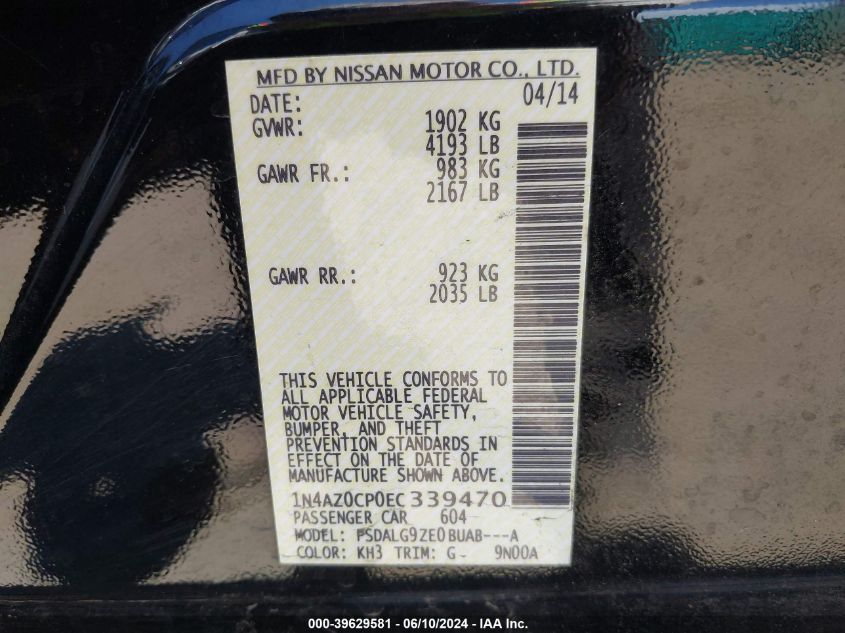 MFD BY NISSAN MOTOR CO., LTD.
DATE: 04/14
GVWR: 1902 KG
4193 LB
GAWR FR.: 983 KG
2167 LB
GAWR RR.: 923 KG
2035 LB
THIS VEHICLE CONFORMS TO
ALL APPLICABLE FEDERAL
MOTOR VEHICLE SAFETY,
BUMPER, AND THEFT
PREVENTION STANDARDS IN
EFFECT ON THE DATE OF
MANUFACTURE SHOWN ABOVE.
1N4AZ0CP0EC339470
PASSENGER CAR 604
MODEL: FSDALG9ZE0BUAB---A
COLOR: KH3 TRIM: G - 9N00A
000-39629581 - 06/10/2024 - IAA Inc.